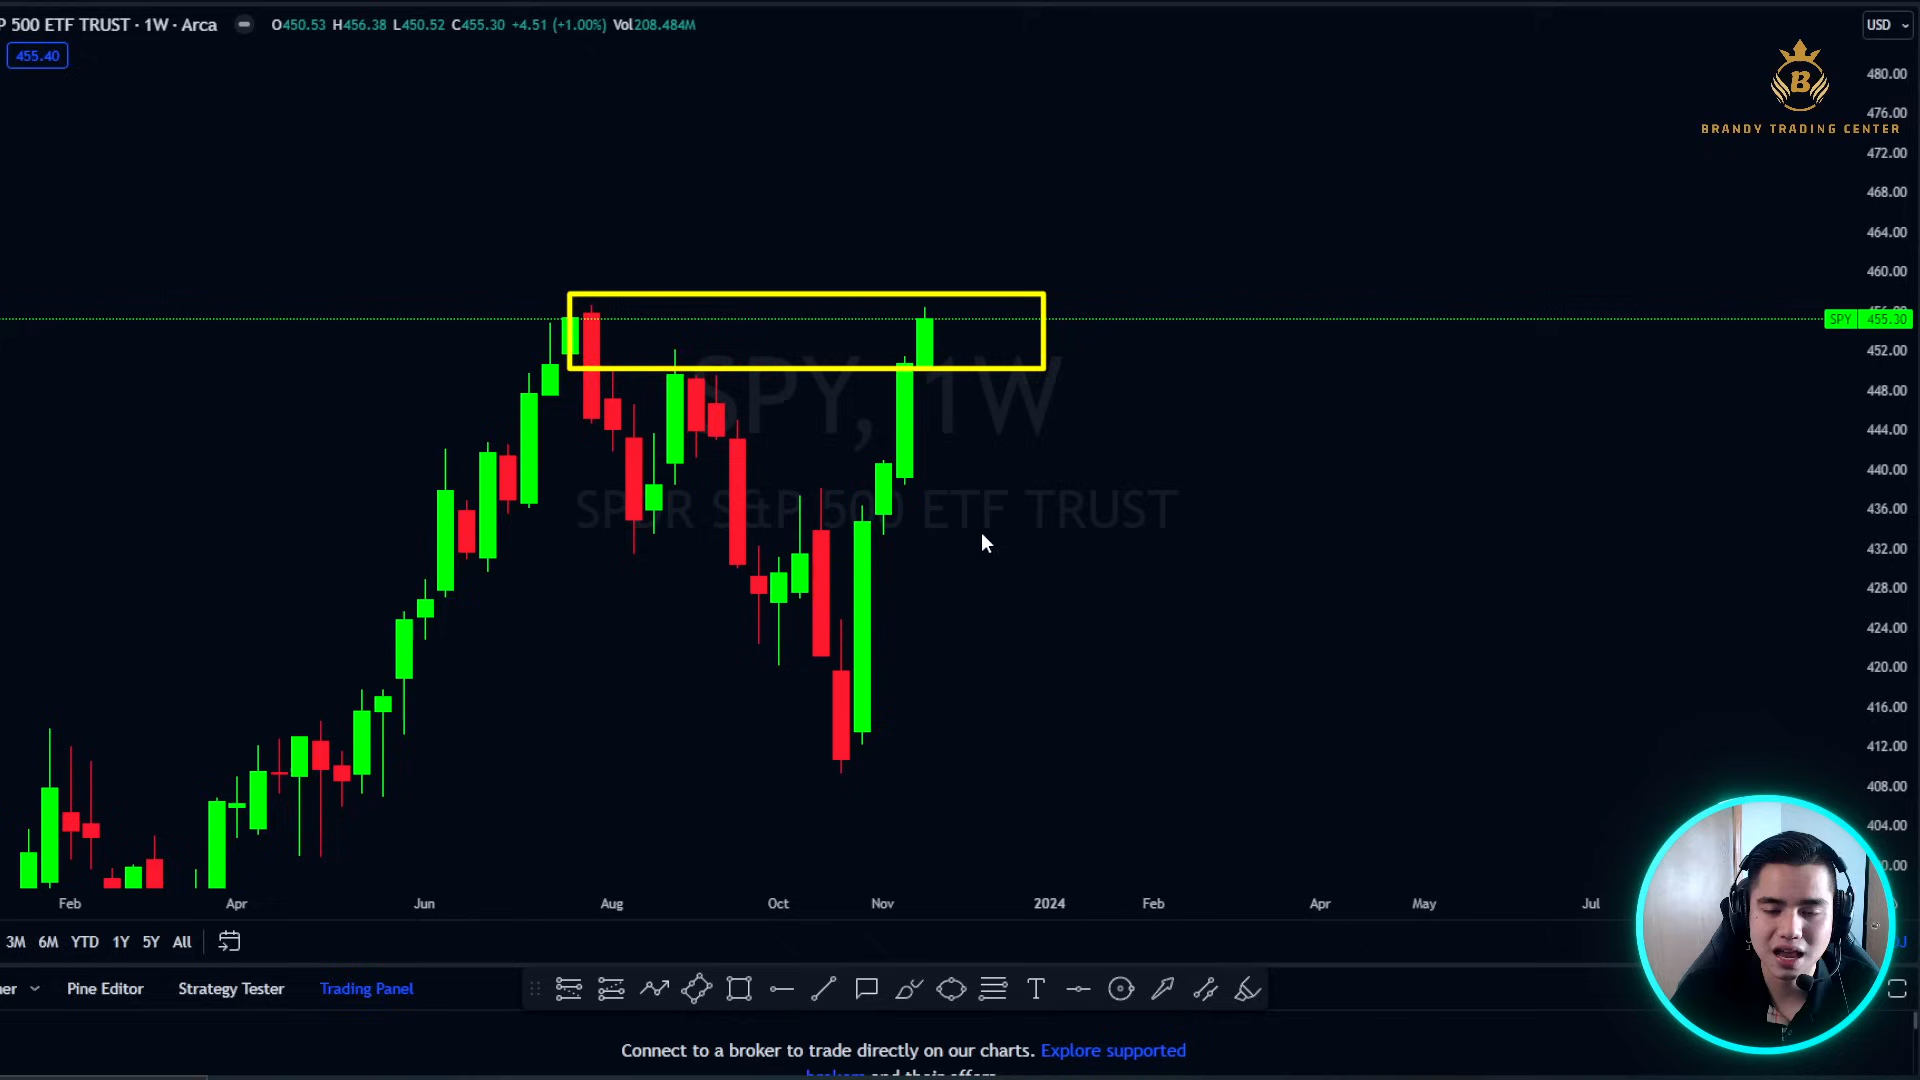 P 500 ETF TRUST · 1W · Arca O450.53 H456.38 L450.52 C455.30 +4.51 (+1.00%) Vol208.484M
USD
455.40
B
BRANDY TRADING CENTER
480.00
476.00
472.00
468.00
464.00
460.00
SPY 455.30
452.00
448.00
444.00
440.00
436.00
432.00
428.00
424.00
420.00
416.00
412.00
408.00
404.00
SPY, 1W
SPDR S&P 500 ETF TRUST
Feb Apr Jun Aug Oct Nov 2024 Feb Apr May Jul
3M 6M YTD 1Y 5Y All
Pine Editor Strategy Tester Trading Panel
T
Connect to a broker to trade directly on our charts. Explore supported
brokers and their offers